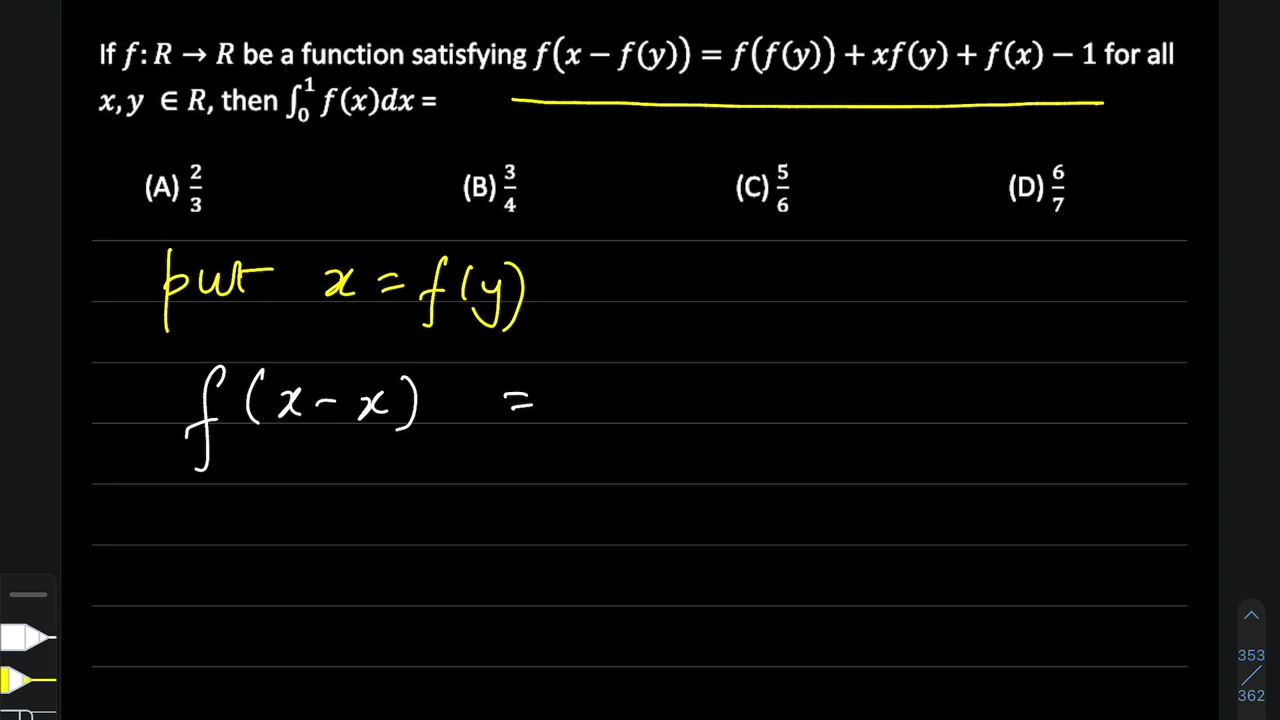 If f: R → R be a function satisfying f(x − f(y)) = f(f(y)) + xf(y) + f(x) − 1 for all
x, y ∈ R, then ∫₀¹ f(x)dx =
(A) 2/3 (B) 3/4 (C) 5/6 (D) 6/7
put x = f(y)
f(x - x) =
353
362